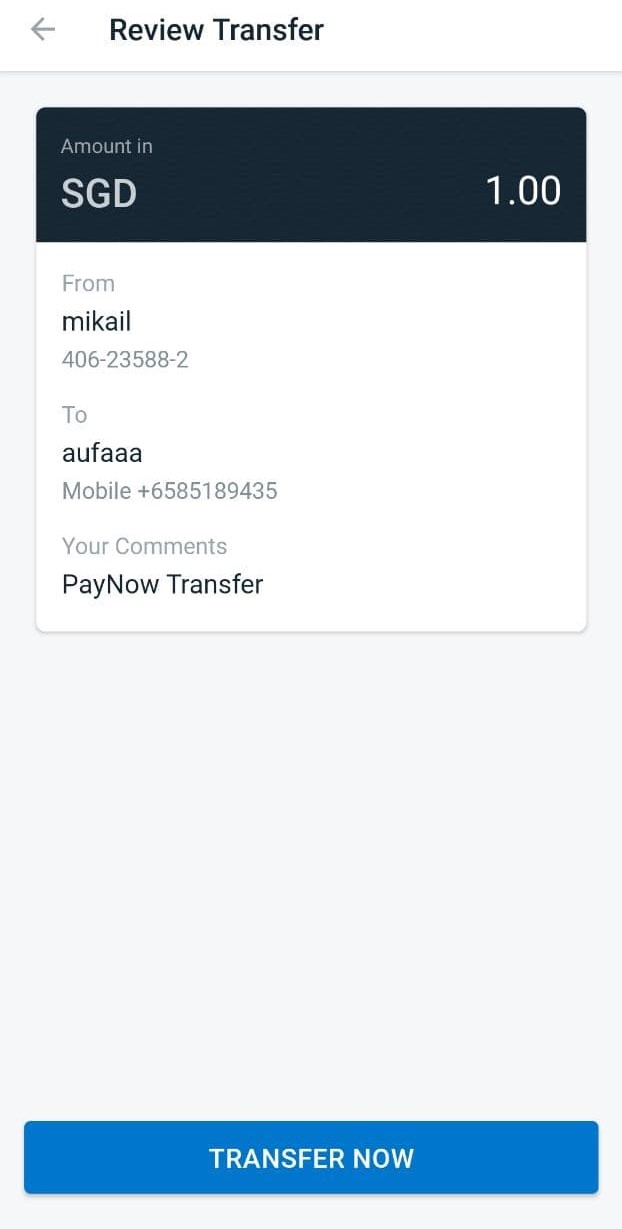 Review Transfer
Amount in
SGD 1.00
From
mikail
406-23588-2
To
aufaaa
Mobile +6585189435
Your Comments
PayNow Transfer
TRANSFER NOW